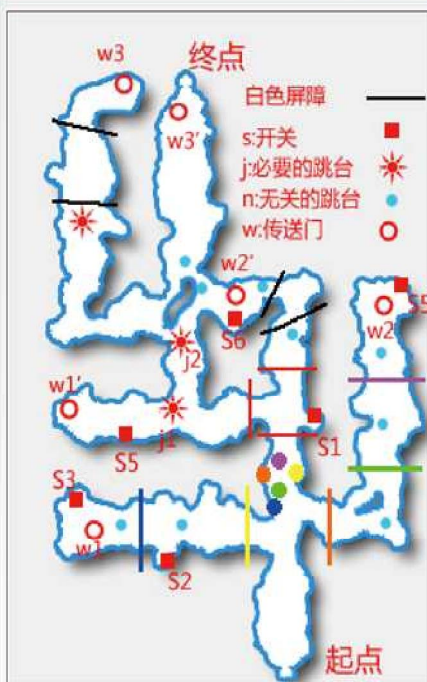 w3
终点
w3'
白色屏障
s:开关
j:必要的跳台
n:无关的跳台
w:传送门
w2'
S6
S5
w2
j2
w1'
j1
S5
S1
S3
w1
S2
起点